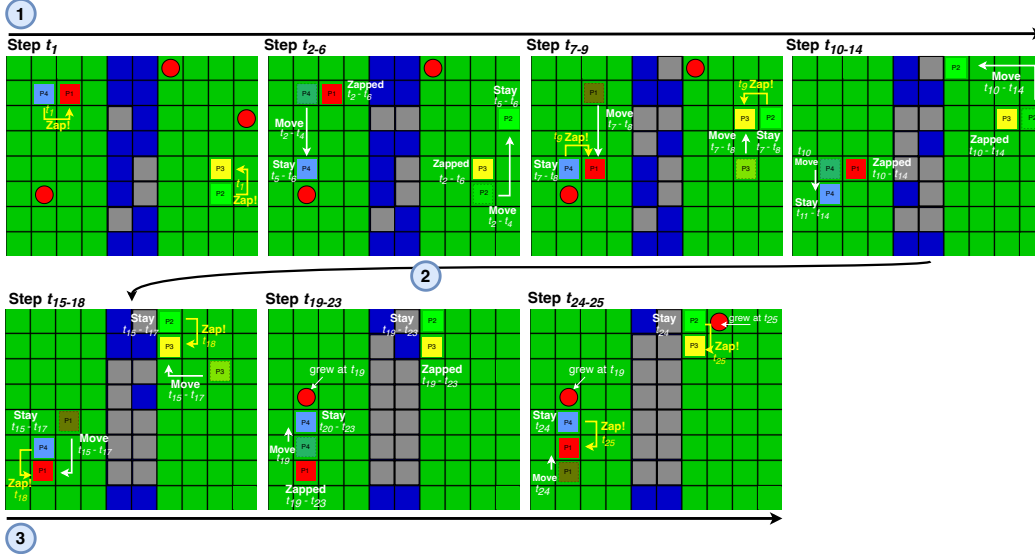 1
Step t1
P4
P1
t1
Zap!
P3
t1
P2
Zap!
Step t2-6
P4
P1
Zapped
t2 - t6
Move
t2 - t4
Stay
t5 - t6
P4
Stay
t5 - t6
P2
Zapped
t2 - t6
P3
P2
Move
t2 - t4
Step t7-9
P1
Move
t7 - t8
t9 Zap!
Stay
t7 - t8
P4
P1
t9 Zap!
P3
P2
Move
t7 - t8
Stay
t7 - t8
P3
Step t10-14
P2
Move
t10 - t14
P3
P2
Zapped
t10 - t14
t10
Move
P4
P1
Zapped
t10 - t14
P4
Stay
t11 - t14
2
Step t15-18
Stay
t15 - t17
P2
Zap!
t18
P3
P3
Move
t15 - t17
Stay
t15 - t17
P1
Move
t15 - t17
P4
P1
Zap!
t18
Step t19-23
Stay
t19 - t23
P2
P3
Zapped
t19 - t23
grew at t19
P4
Stay
t20 - t23
Move
t19
P4
P1
Zapped
t19 - t23
Step t24-25
Stay
t24
P2
grew at t25
P3
Zap!
t25
grew at t19
Stay
t24
P4
Zap!
t25
P1
Move
t24
P1
3